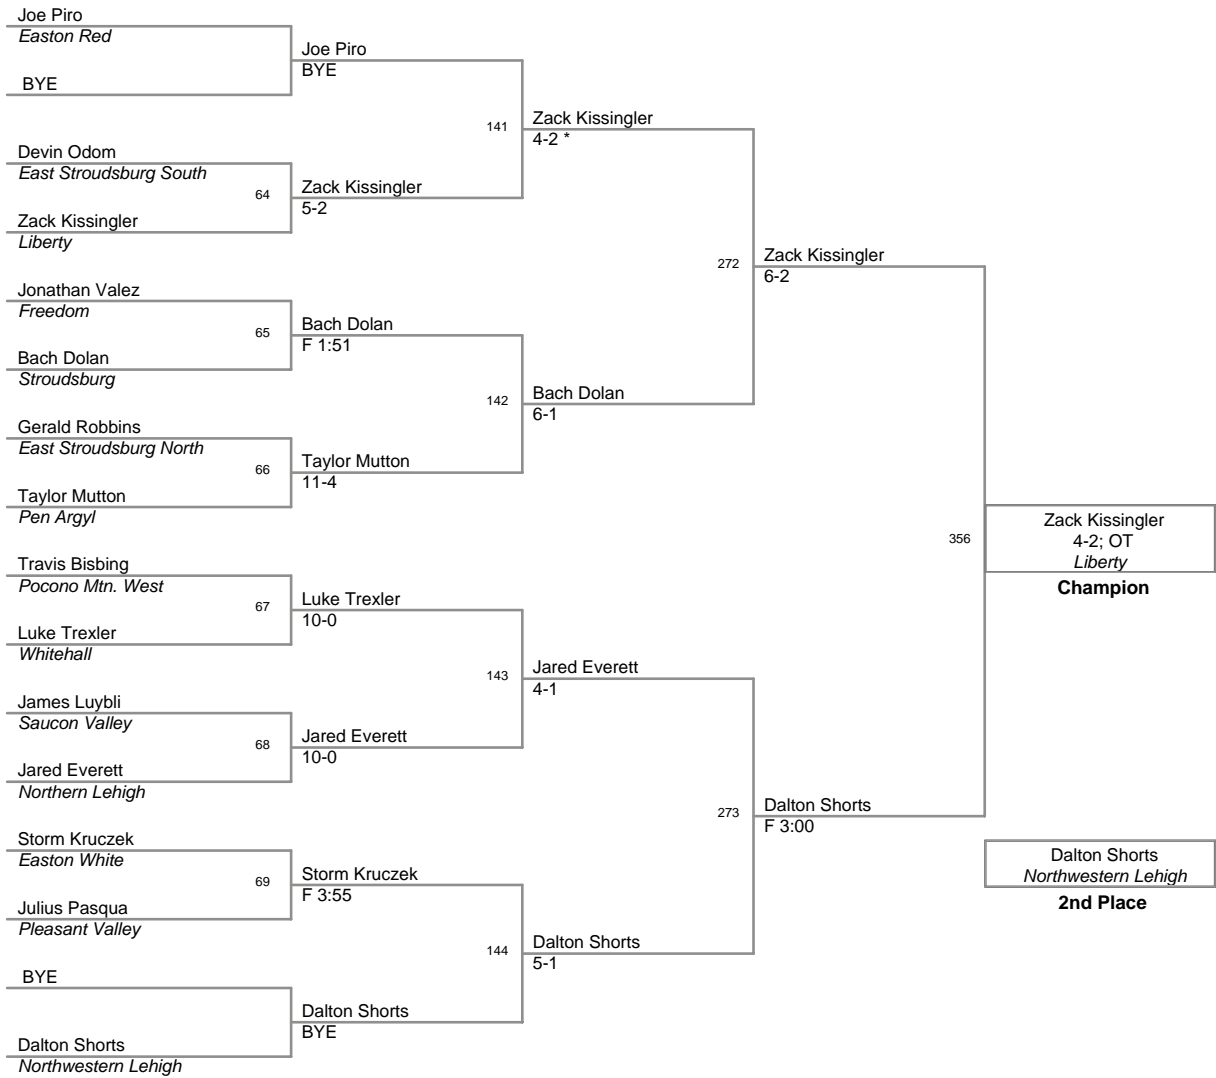 Joe Piro
Easton Red
BYE
Devin Odom
East Stroudsburg South
64
Zack Kissingler
Liberty
Jonathan Valez
Freedom
65
Bach Dolan
Stroudsburg
Gerald Robbins
East Stroudsburg North
66
Taylor Mutton
Pen Argyl
Travis Bisbing
Pocono Mtn. West
67
Luke Trexler
Whitehall
James Luybli
Saucon Valley
68
Jared Everett
Northern Lehigh
Storm Kruczek
Easton White
69
Julius Pasqua
Pleasant Valley
BYE
Dalton Shorts
Northwestern Lehigh
Joe Piro
BYE
141
Zack Kissingler
5-2
Bach Dolan
F 1:51
142
Taylor Mutton
11-4
Luke Trexler
10-0
143
Jared Everett
10-0
Storm Kruczek
F 3:55
144
Dalton Shorts
BYE
Zack Kissingler
4-2 *
272
Bach Dolan
6-1
Jared Everett
4-1
273
Dalton Shorts
5-1
Zack Kissingler
6-2
356
Dalton Shorts
F 3:00
Zack Kissingler
4-2; OT
Liberty
Champion
Dalton Shorts
Northwestern Lehigh
2nd Place